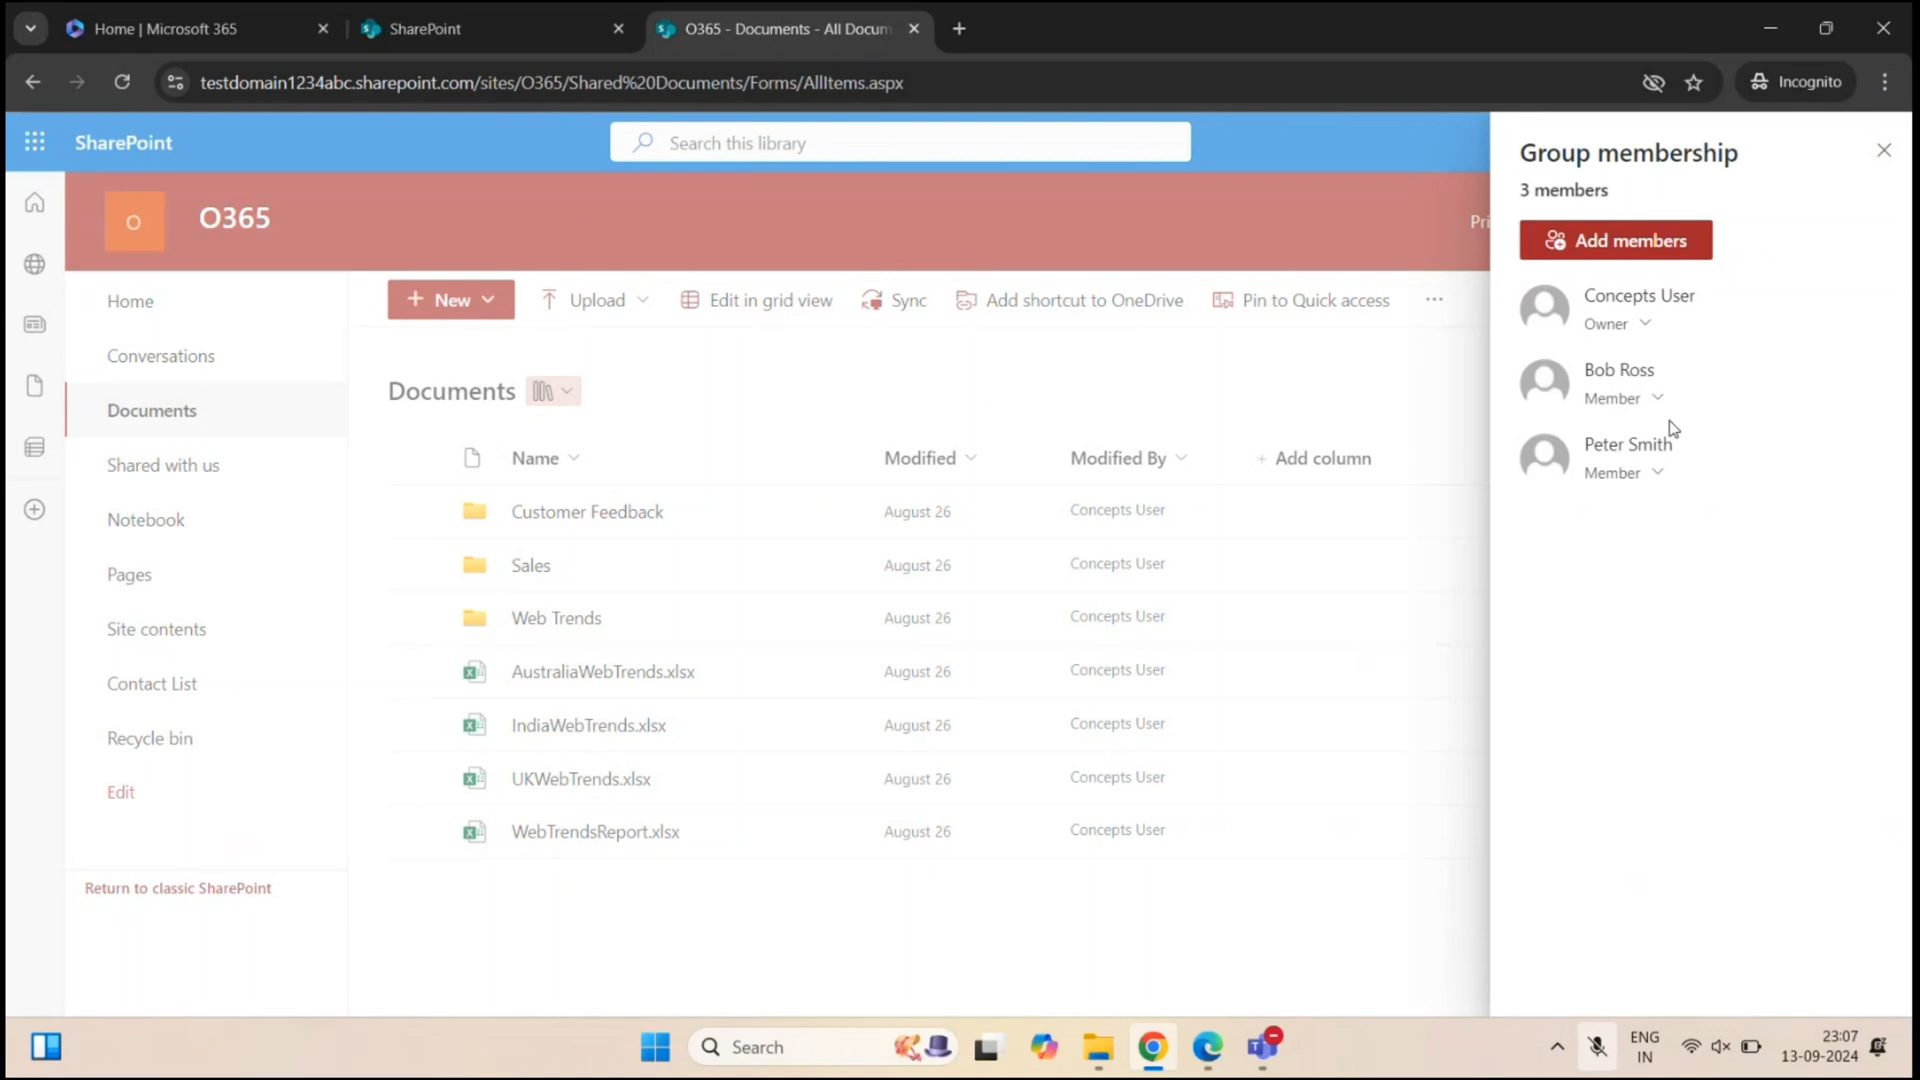 Home | Microsoft 365
SharePoint
O365 - Documents - All Docum
testdomain1234abc.sharepoint.com/sites/O365/Shared%20Documents/Forms/AllItems.aspx
Incognito
SharePoint
Search this library
O
O365
Pri
Home
Conversations
Documents
Shared with us
Notebook
Pages
Site contents
Contact List
Recycle bin
Edit
Return to classic SharePoint
New
Upload
Edit in grid view
Sync
Add shortcut to OneDrive
Pin to Quick access
Documents
Name Modified Modified By Add column
Customer Feedback August 26 Concepts User
Sales August 26 Concepts User
Web Trends August 26 Concepts User
AustraliaWebTrends.xlsx August 26 Concepts User
IndiaWebTrends.xlsx August 26 Concepts User
UKWebTrends.xlsx August 26 Concepts User
WebTrendsReport.xlsx August 26 Concepts User
Group membership
3 members
Add members
Concepts User
Owner
Bob Ross
Member
Peter Smith
Member
Search
ENG
IN
23:07
13-09-2024